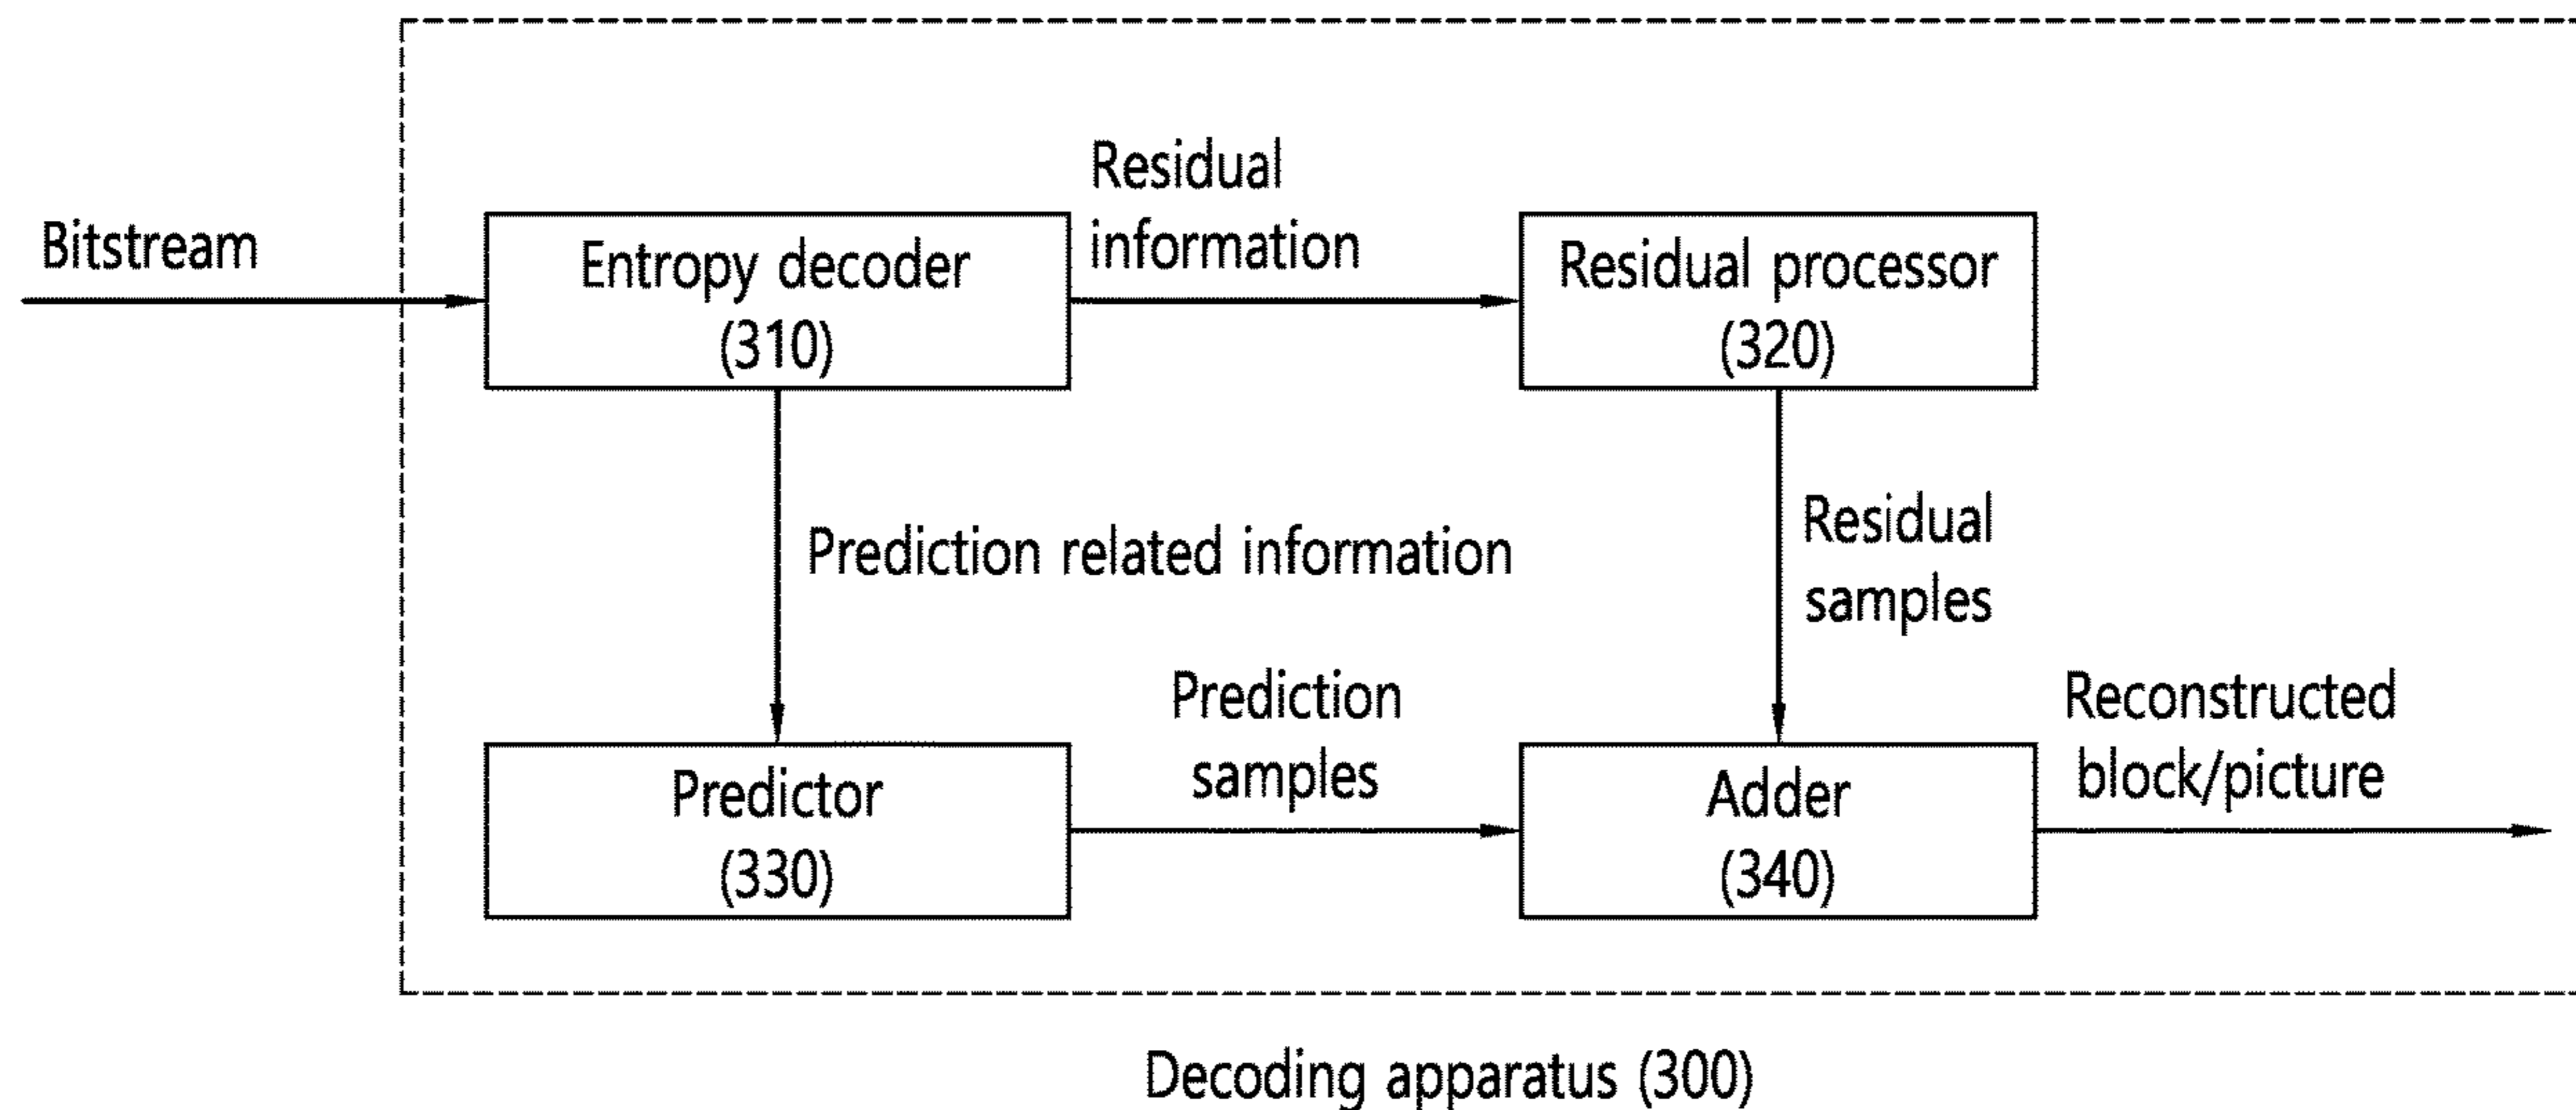 Bitstream
Entropy decoder
(310)
Residual
information
Residual processor
(320)
Prediction related information
Residual
samples
Predictor
(330)
Prediction
samples
Adder
(340)
Reconstructed
block/picture
Decoding apparatus (300)